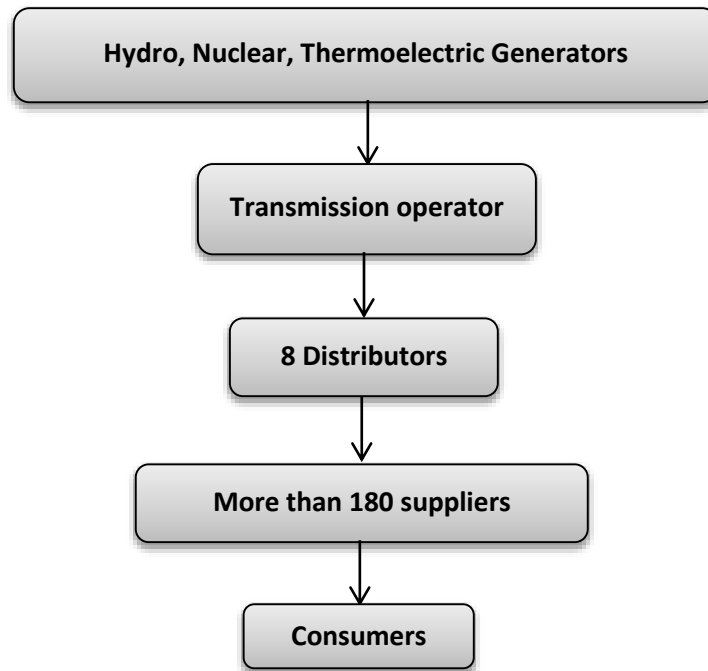 Hydro, Nuclear, Thermoelectric Generators
Transmission operator
8 Distributors
More than 180 suppliers
Consumers